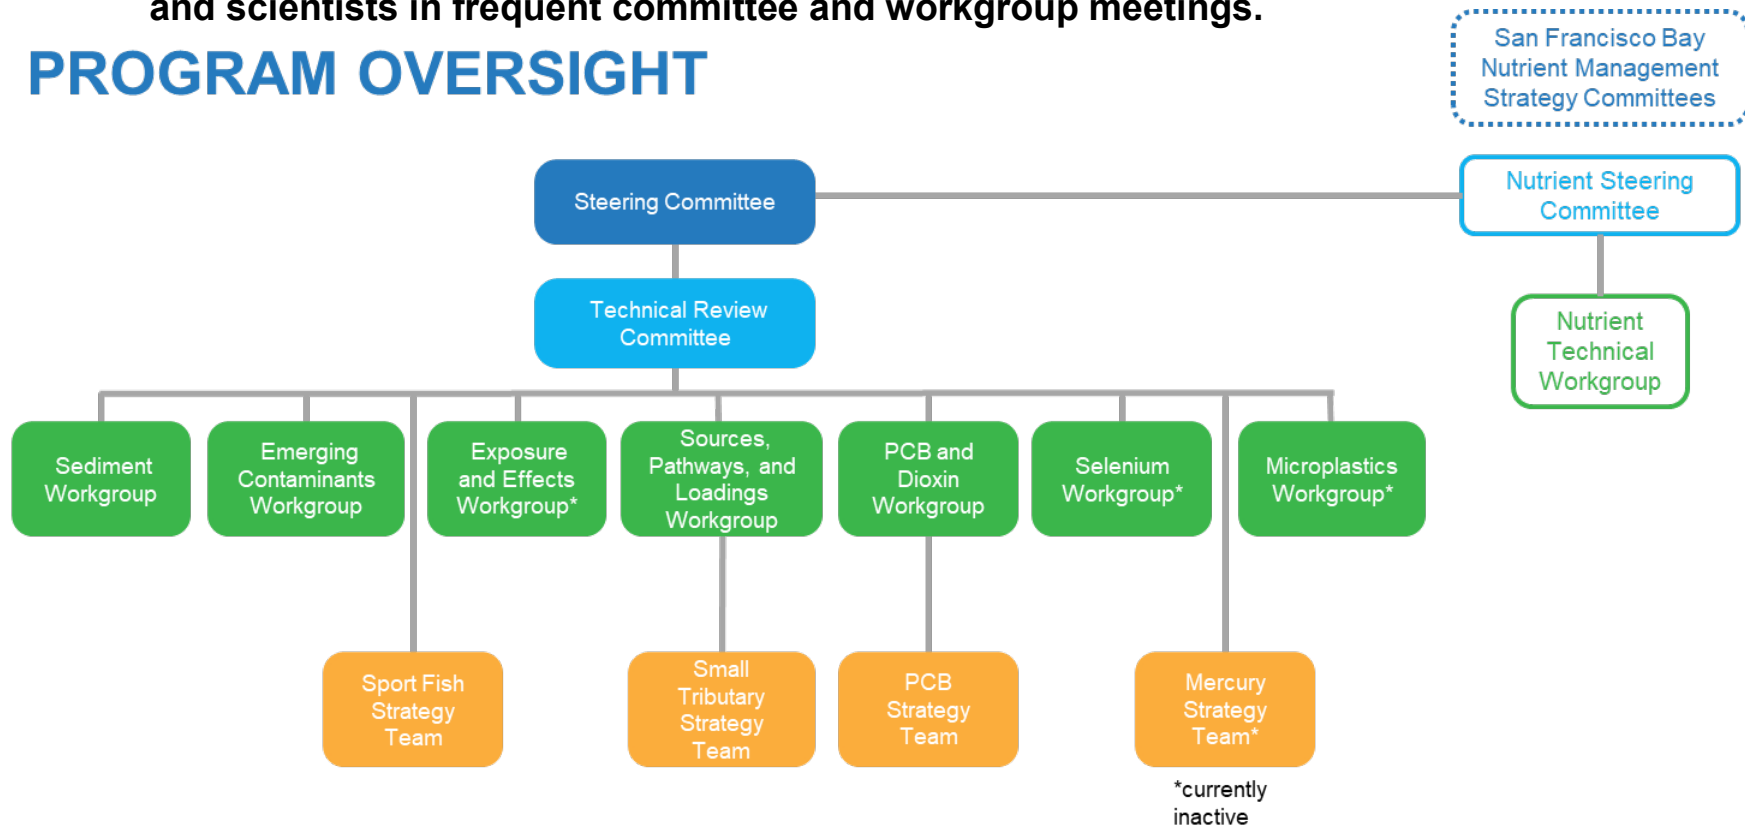 and scientists in frequent committee and workgroup meetings.
PROGRAM OVERSIGHT
San Francisco Bay
Nutrient Management
Strategy Committees
Steering Committee
Nutrient Steering
Committee
Technical Review
Committee
Nutrient
Technical
Workgroup
Sediment
Workgroup
Emerging
Contaminants
Workgroup
Exposure
and Effects
Workgroup*
Sources,
Pathways, and
Loadings
Workgroup
PCB and
Dioxin
Workgroup
Selenium
Workgroup*
Microplastics
Workgroup*
Sport Fish
Strategy
Team
Small
Tributary
Strategy
Team
PCB
Strategy
Team
Mercury
Strategy
Team*
*currently
inactive